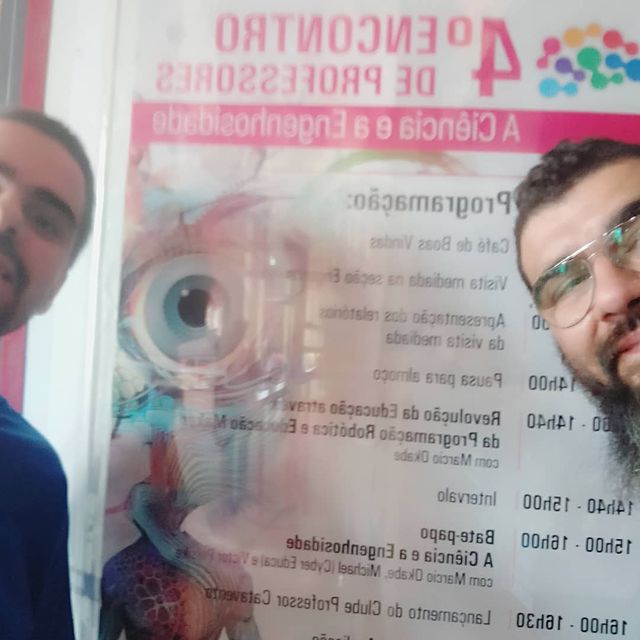 4º ENCONTRO
DE PROFESSORES
A Ciência e a Engenhosidade
Programação:
Café de Boas Vindas
Visita mediada na seção
Apresentação dos relatórios
da visita mediada
14h00 Pausa para almoço
- 14h40 Revolução da Educação
da Programação Robótica e Educação
com Marcio Okabe
14h40 - 15h00 Intervalo
15h00 - 16h00 Bate-papo
A Ciência e a Engenhosidade
com Marcio Okabe, Michael (Cyber Educa) e Victor
16h00 - 16h30 Lançamento do Clube Professor Catavento